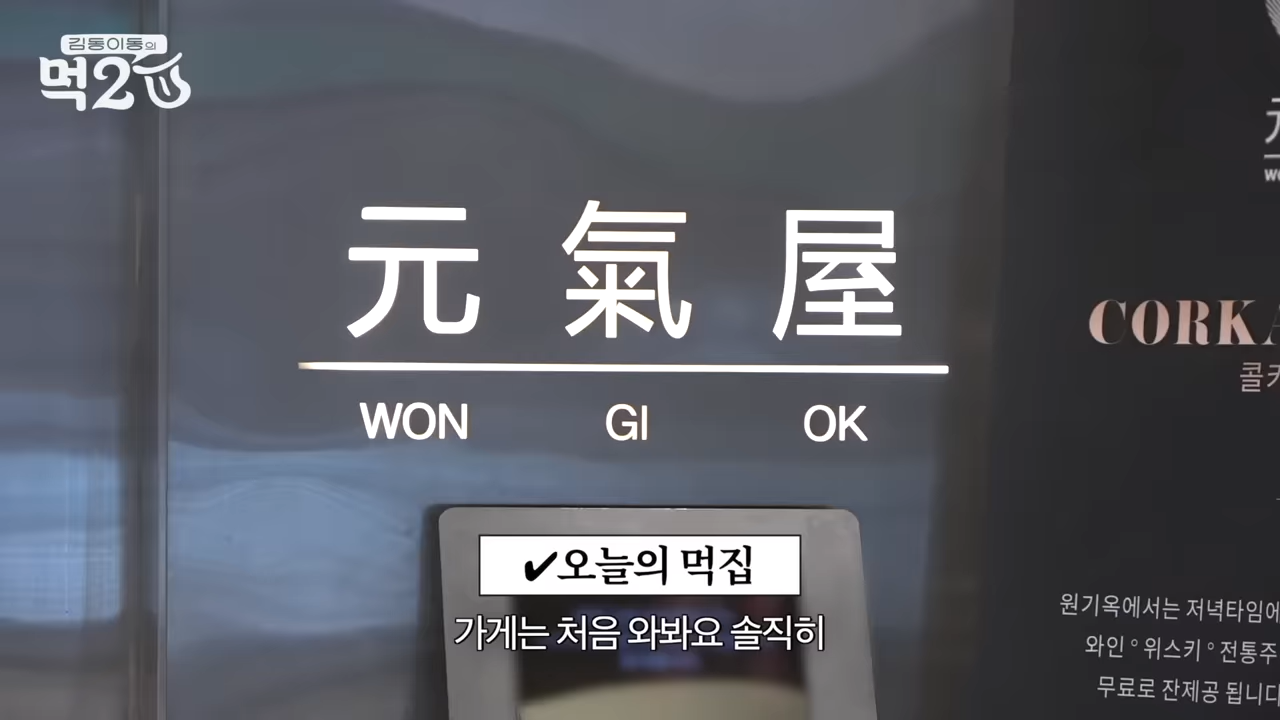 김동이동의
먹2
元氣屋
WON GI OK
CORKA
콜키
원기옥에서는 저녁타임에
와인 ° 위스키 ° 전통주
무료로 잔제공 됩니다
✔오늘의 먹집
가게는 처음 와봐요 솔직히